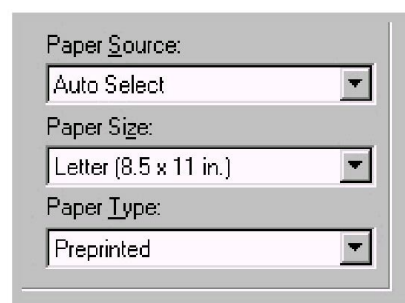 Paper Source:
Auto Select
Paper Size:
Letter (8.5 x 11 in.)
Paper Type:
Preprinted